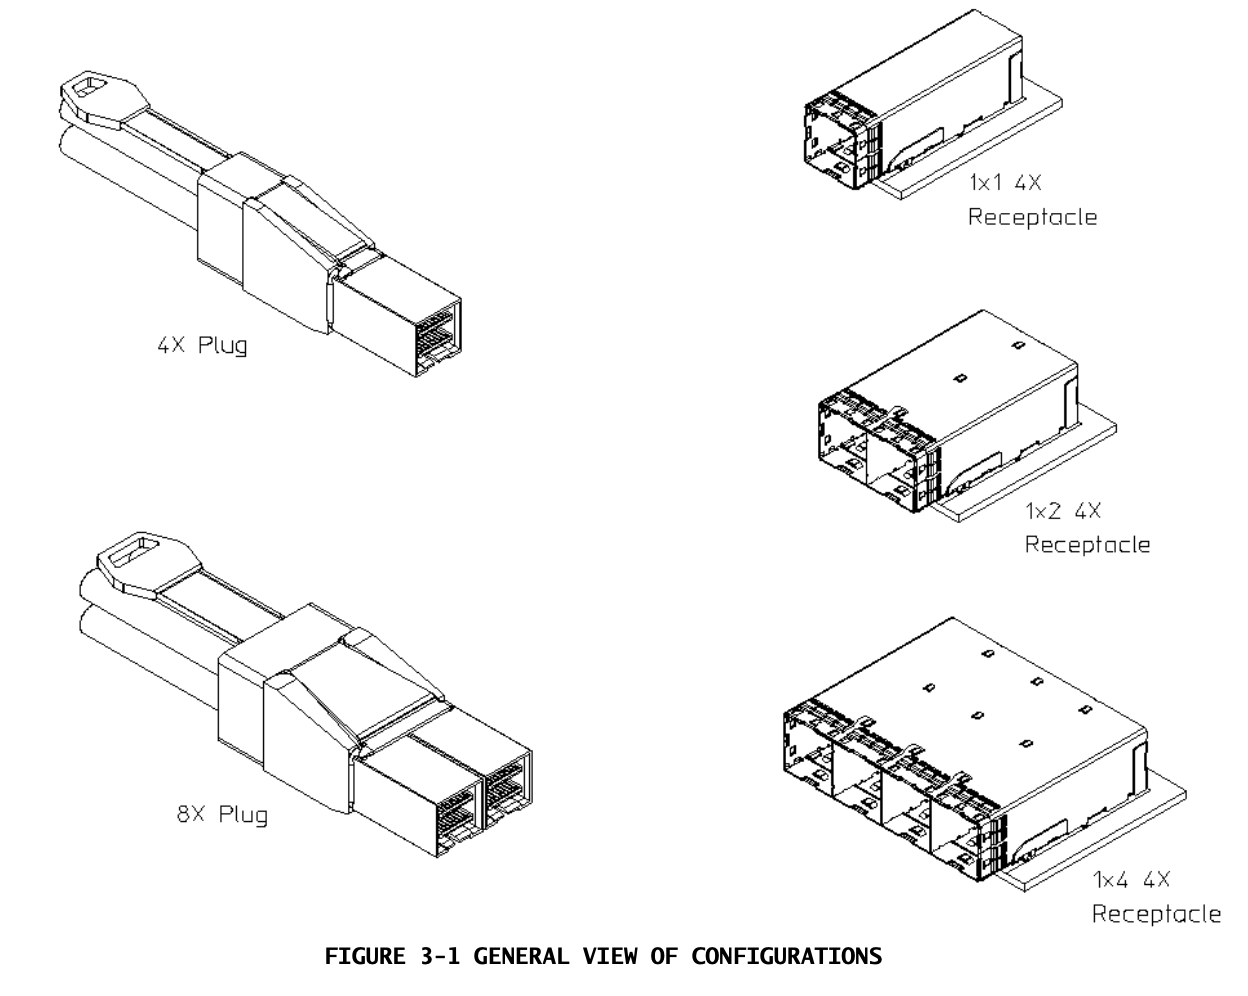 1x1 4X
Receptacle
4X Plug
1x2 4X
Receptacle
8X Plug
1x4 4X
Receptacle
FIGURE 3-1 GENERAL VIEW OF CONFIGURATIONS